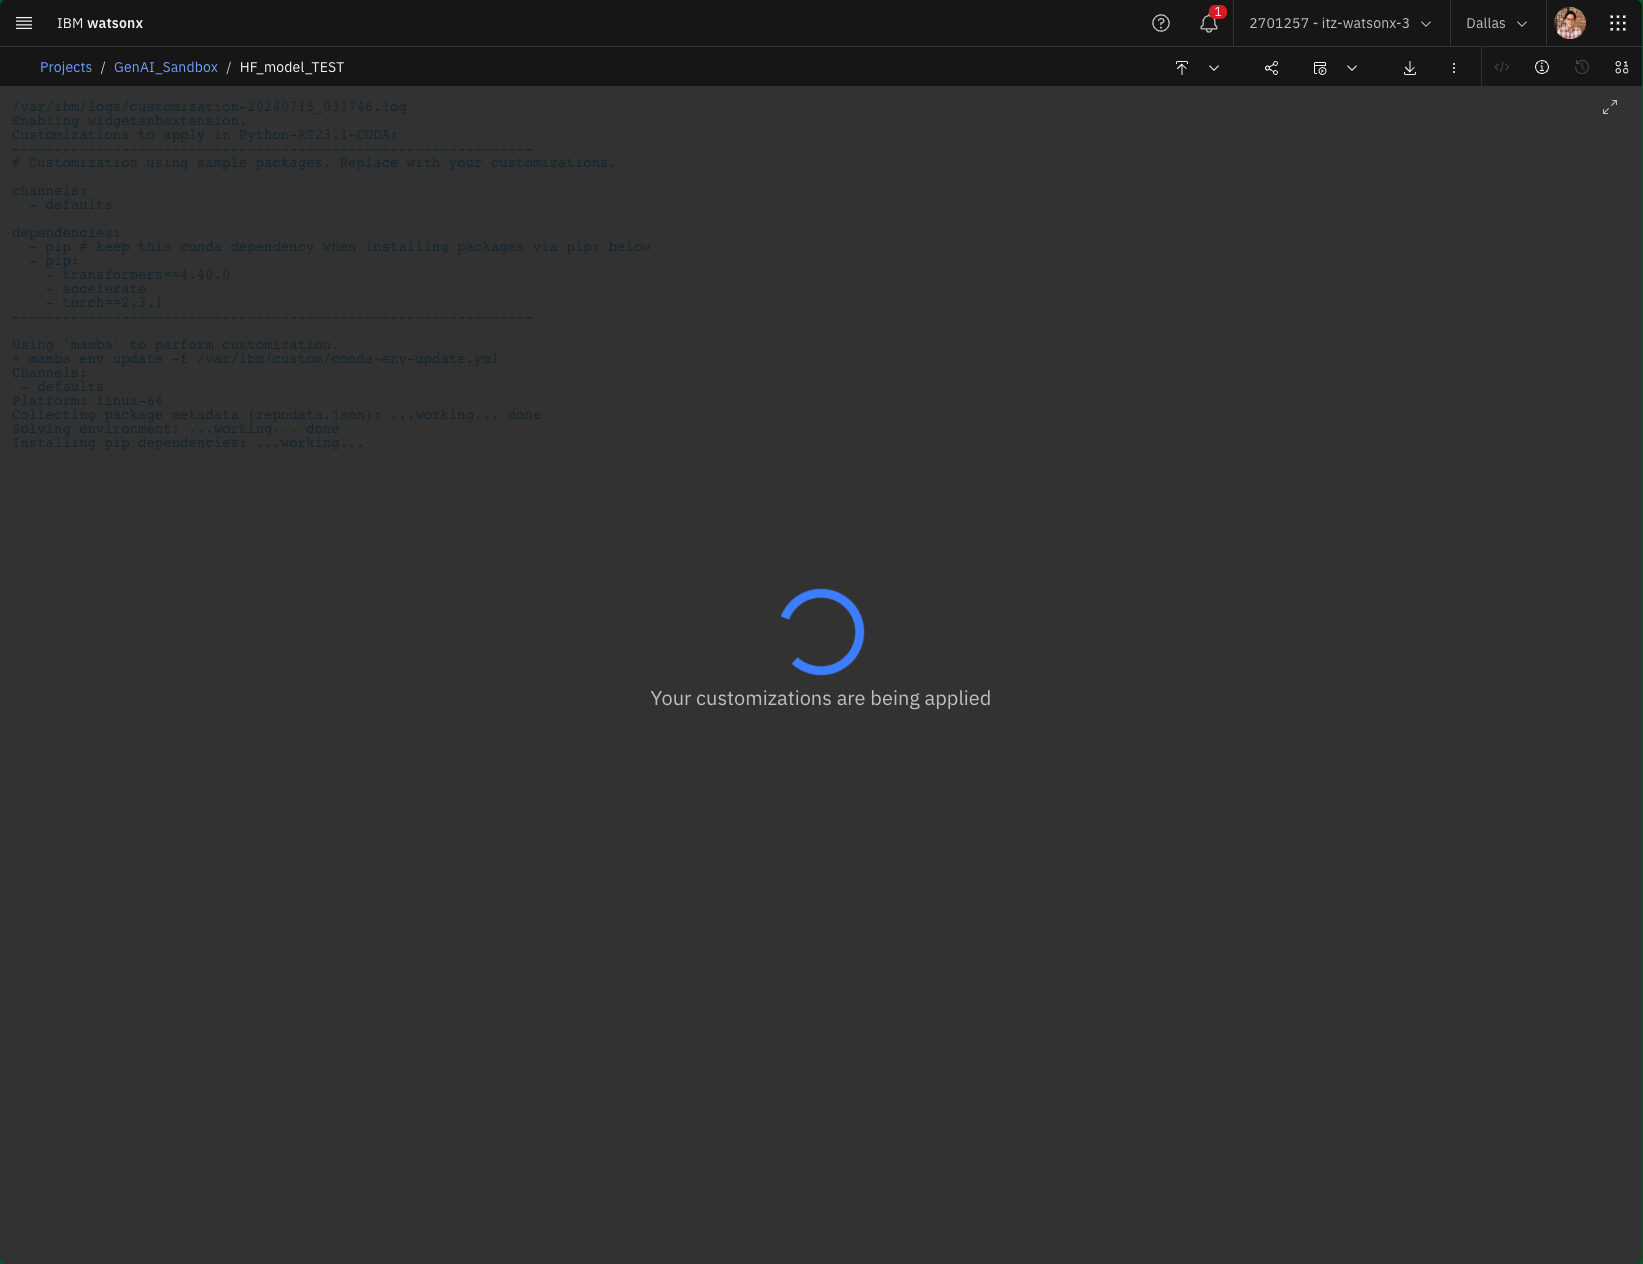 IBM watsonx
1
2701257 - itz-watsonx-3
Dallas
Projects / GenAI_Sandbox / HF_model_TEST
/var/ibm/logs/customization-20240715_031746.log
Enabling widgetsnbextension.
Customizations to apply in Python-RT23.1-CUDA:
--------------------------------------------------------------
# Customization using sample packages. Replace with your customizations.
channels:
  - defaults
dependencies:
  - pip # keep this conda dependency when installing packages via pip: below
  - pip:
    - transformers==4.40.0
    - accelerate
    - torch==2.3.1
--------------------------------------------------------------
Using 'mamba' to perform customization.
+ mamba env update -f /var/ibm/custom/conda-env-update.yml
Channels:
 - defaults
Platform: linux-64
Collecting package metadata (repodata.json): ...working... done
Solving environment: ...working... done
Installing pip dependencies: ...working...
Your customizations are being applied